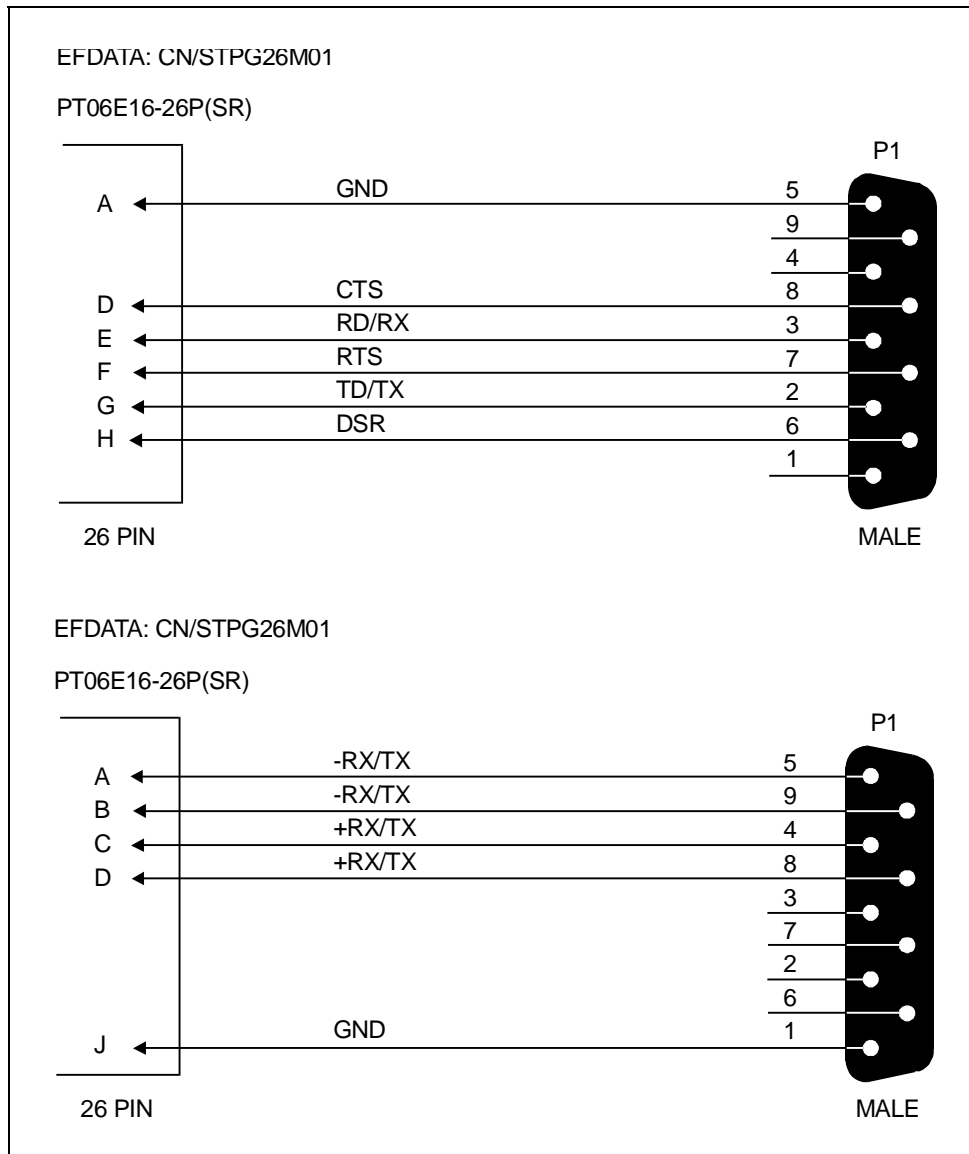 EFDATA: CN/STPG26M01
PT06E16-26P(SR)
P1
A GND 5
9
4
D CTS 8
E RD/RX 3
F RTS 7
G TD/TX 2
H DSR 6
1
26 PIN MALE
EFDATA: CN/STPG26M01
PT06E16-26P(SR)
P1
A -RX/TX 5
B -RX/TX 9
C +RX/TX 4
D +RX/TX 8
3
7
2
6
J GND 1
26 PIN MALE